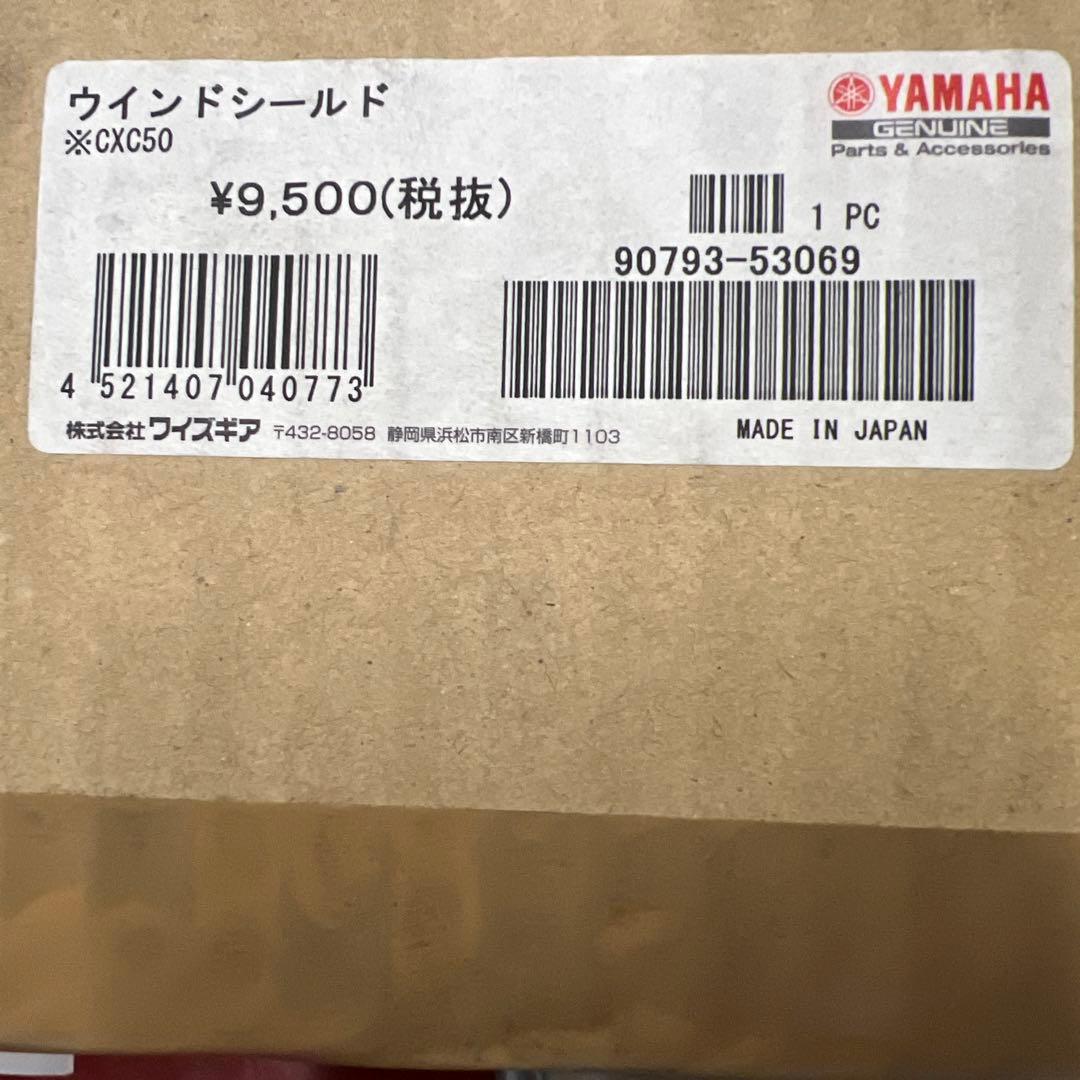 ウインドシールド
※CXC50
YAMAHA
GENUINE
Parts & Accessories
¥9,500(税抜)
1 PC
90793-53069
4 521407 040773
株式会社ワイズギア 〒432-8058 静岡県浜松市南区新橋町1103
MADE IN JAPAN